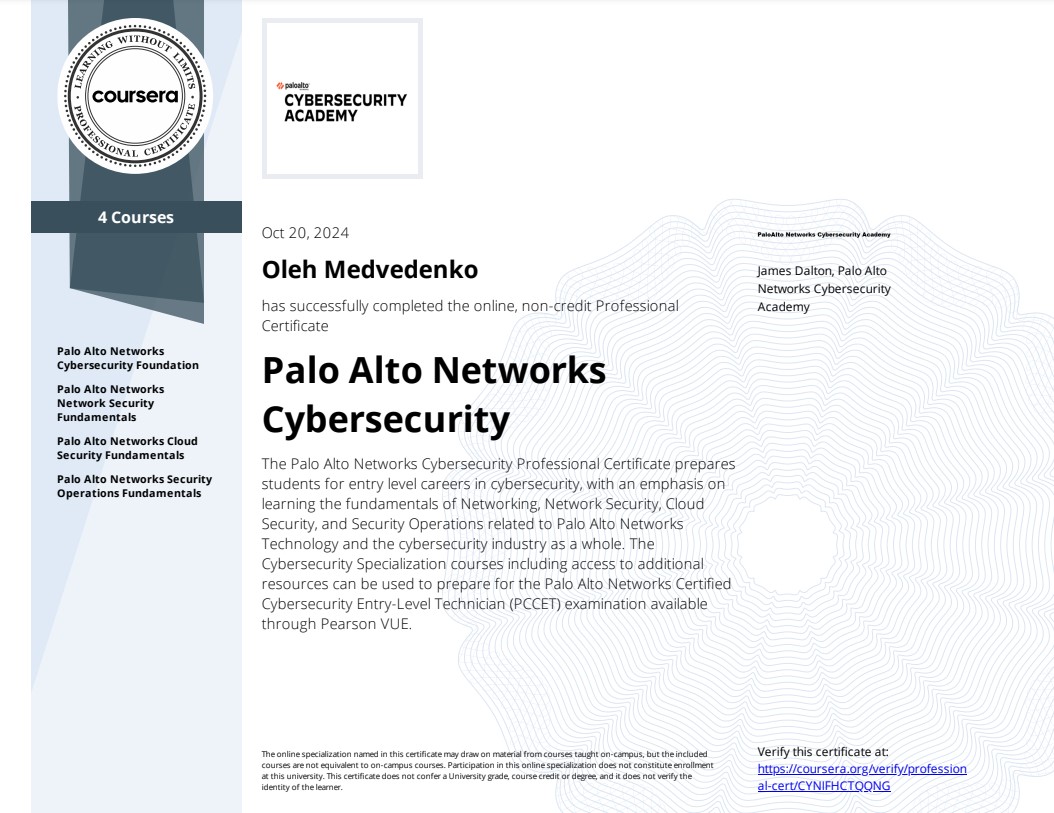 LEARNING WITHOUT LIMITS
coursera
PROFESSIONAL CERTIFICATE
4 Courses
Palo Alto Networks
Cybersecurity Foundation
Palo Alto Networks
Network Security
Fundamentals
Palo Alto Networks Cloud
Security Fundamentals
Palo Alto Networks Security
Operations Fundamentals
paloalto
CYBERSECURITY
ACADEMY
Oct 20, 2024
Oleh Medvedenko
has successfully completed the online, non-credit Professional
Certificate
Palo Alto Networks
Cybersecurity
The Palo Alto Networks Cybersecurity Professional Certificate prepares
students for entry level careers in cybersecurity, with an emphasis on
learning the fundamentals of Networking, Network Security, Cloud
Security, and Security Operations related to Palo Alto Networks
Technology and the cybersecurity industry as a whole. The
Cybersecurity Specialization courses including access to additional
resources can be used to prepare for the Palo Alto Networks Certified
Cybersecurity Entry-Level Technician (PCCET) examination available
through Pearson VUE.
PaloAlto Networks Cybersecurity Academy
James Dalton, Palo Alto
Networks Cybersecurity
Academy
The online specialization named in this certificate may draw on material from courses taught on-campus, but the included
courses are not equivalent to on-campus courses. Participation in this online specialization does not constitute enrollment
at this university. This certificate does not confer a University grade, course credit or degree, and it does not verify the
identity of the learner.
Verify this certificate at:
https://coursera.org/verify/profession
al-cert/CYNIFHCTQQNG